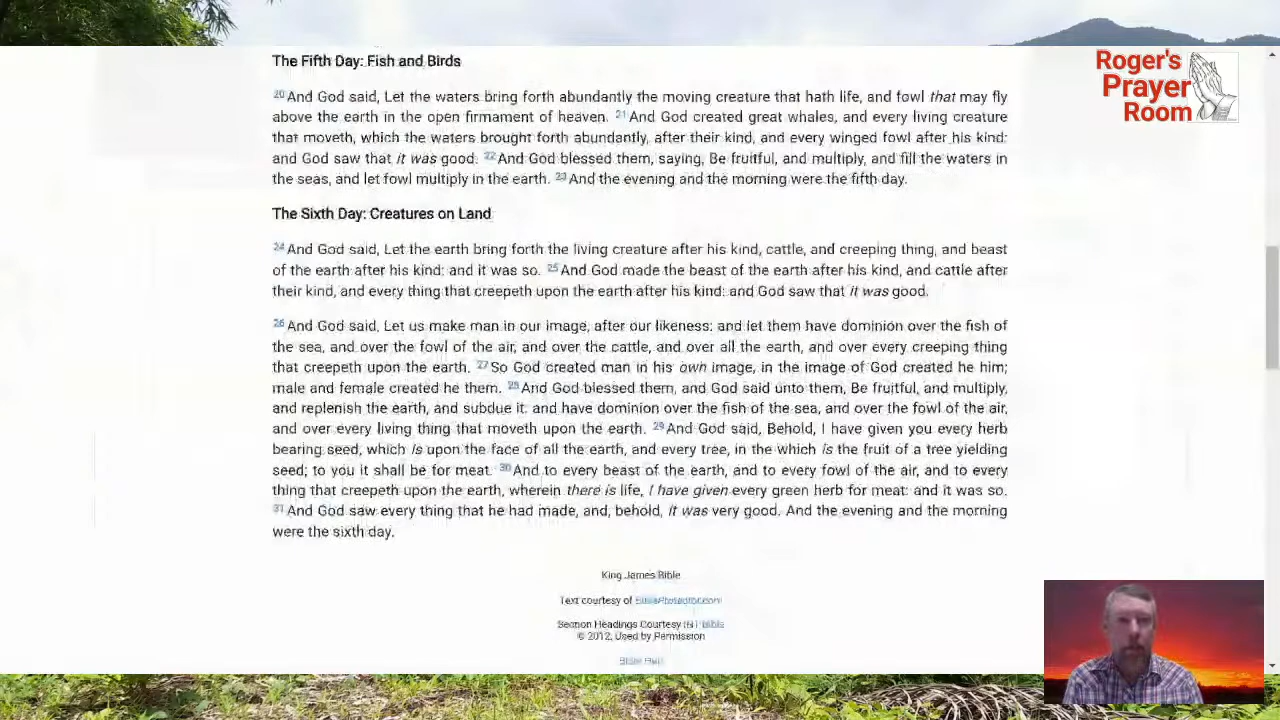 The Fifth Day: Fish and Birds
Roger's
Prayer
Room
20 And God said, Let the waters bring forth abundantly the moving creature that hath life, and fowl that may fly
above the earth in the open firmament of heaven. 21 And God created great whales, and every living creature
that moveth, which the waters brought forth abundantly, after their kind, and every winged fowl after his kind:
and God saw that it was good. 22 And God blessed them, saying, Be fruitful, and multiply, and fill the waters in
the seas, and let fowl multiply in the earth. 23 And the evening and the morning were the fifth day.
The Sixth Day: Creatures on Land
24 And God said, Let the earth bring forth the living creature after his kind, cattle, and creeping thing, and beast
of the earth after his kind: and it was so. 25 And God made the beast of the earth after his kind, and cattle after
their kind, and every thing that creepeth upon the earth after his kind: and God saw that it was good.
26 And God said, Let us make man in our image, after our likeness: and let them have dominion over the fish of
the sea, and over the fowl of the air, and over the cattle, and over all the earth, and over every creeping thing
that creepeth upon the earth. 27 So God created man in his own image, in the image of God created he him;
male and female created he them. 28 And God blessed them, and God said unto them, Be fruitful, and multiply,
and replenish the earth, and subdue it: and have dominion over the fish of the sea, and over the fowl of the air,
and over every living thing that moveth upon the earth. 29 And God said, Behold, I have given you every herb
bearing seed, which is upon the face of all the earth, and every tree, in the which is the fruit of a tree yielding
seed; to you it shall be for meat. 30 And to every beast of the earth, and to every fowl of the air, and to every
thing that creepeth upon the earth, wherein there is life, I have given every green herb for meat: and it was so.
31 And God saw every thing that he had made, and, behold, it was very good. And the evening and the morning
were the sixth day.
King James Bible
Text courtesy of BibleProtector.com
Section Headings Courtesy INT Bible
© 2012, Used by Permission
Bible Hub